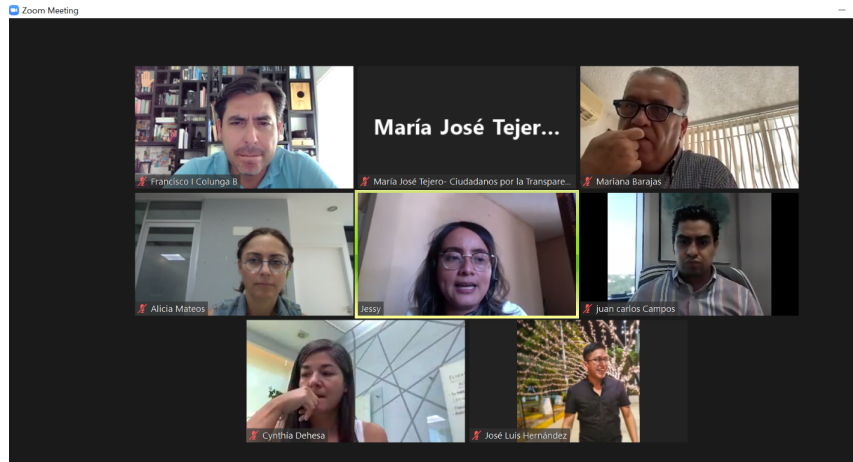 Zoom Meeting
María José Tejer...
Francisco I Colunga B
María José Tejero- Ciudadanos por la Transpare...
Mariana Barajas
Alicia Mateos
Jessy
juan carlos Campos
Cynthia Dehesa
José Luis Hernández